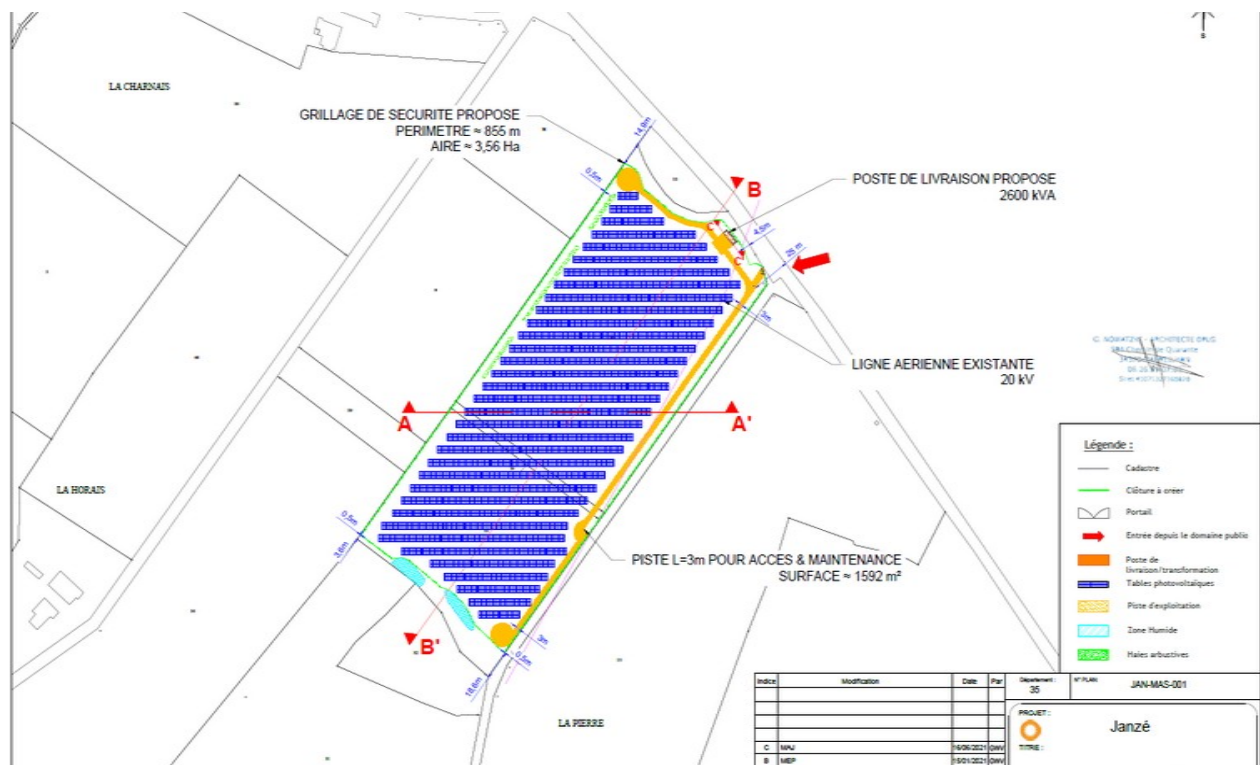 S
LA CHARNAIS
GRILLAGE DE SECURITE PROPOSE
PERIMETRE ≈ 855 m
AIRE ≈ 3,56 Ha
14,9m
0,5m
B
POSTE DE LIVRAISON PROPOSE
2600 kVA
C
4,5m
C'
26 m
3m
LIGNE AERIENNE EXISTANTE
20 kV
A
A'
LA HORAIS
0,5m
3,6m
PISTE L=3m POUR ACCES & MAINTENANCE
SURFACE ≈ 1592 m²
B'
3m
0,5m
18,6m
LA PIERRE
Légende :
Cadastre
Clôture à créer
Portail
Entrée depuis le domaine public
Poste de
livraison/transformation
Tables photovoltaïques
Piste d'exploitation
Zone Humide
Haies arbustives
Indice Modification Date Par
C MAJ 16/06/2021 GWV
B MEP 15/01/2021 GWV
Département :
35
N° PLAN:
JAN-MAS-001
PROJET :
Janzé
TITRE :